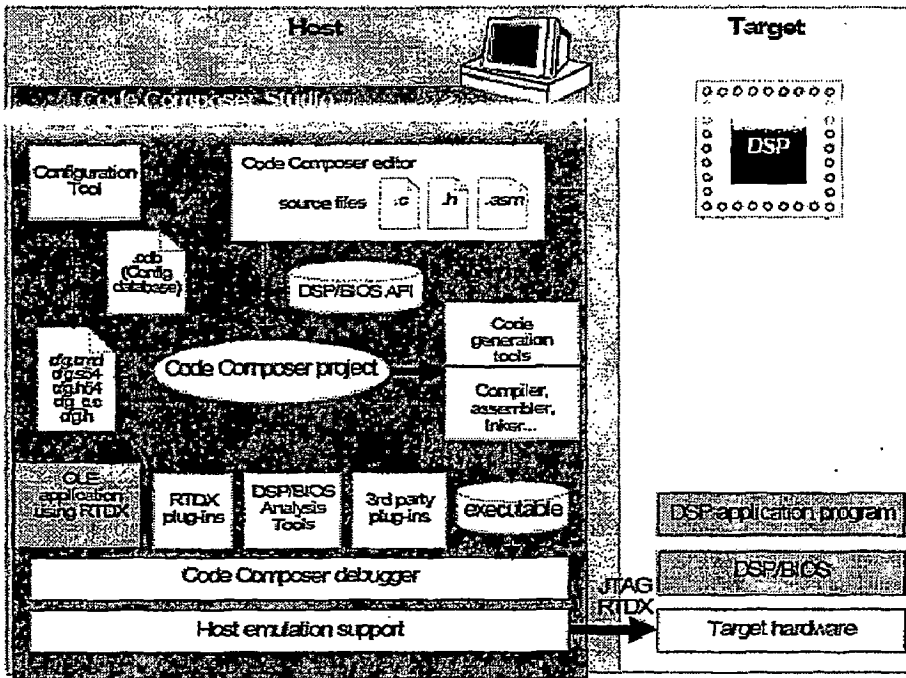 Host
Target
Code Composer Studio
Configuration
Tool
Code Composer editor
source files
.c
.h
.asm
DSP
.cdb
(Config
database)
DSP/BIOS API
Code
generation
tools
cfg.cmd
cfg.s54
cfg.h54
cfg.h
Code Composer project
Compiler,
assembler,
linker...
OLE
application
using RTDX
RTDX
plug-ins
DSP/BIOS
Analysis
Tools
3rd party
plug-ins
executable
DSP application program
Code Composer debugger
DSP/BIOS
JTAG
RTDX
Host emulation support
Target hardware